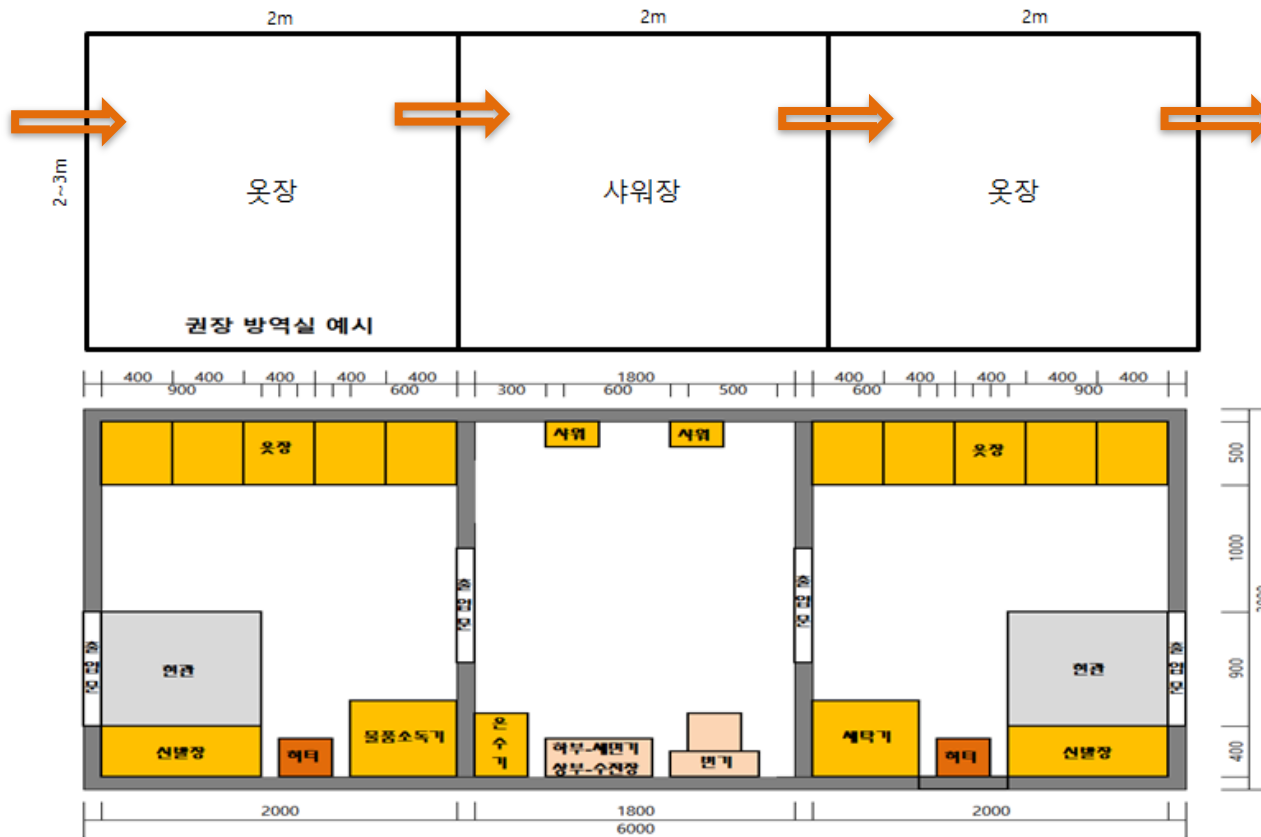 2m 2m 2m
2~3m
옷장 샤워장 옷장
권장 방역실 예시
400 400 400 400 400 1800 400 400 400 400 400
900 600 300 600 500 600 900
샤워 샤워
옷장 옷장
500
1000
출입문 출입문
출입문 현관 현관 출입문
900
물품소독기 온수기 세탁기
신발장 히터 하부-세면기 변기 히터 신발장
상부-수전장
400
2000 1800 2000
6000